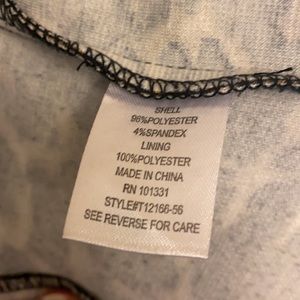 SHELL
96%POLYESTER
4%SPANDEX
LINING
100%POLYESTER
MADE IN CHINA
RN 101331
STYLE#T12166-56
SEE REVERSE FOR CARE